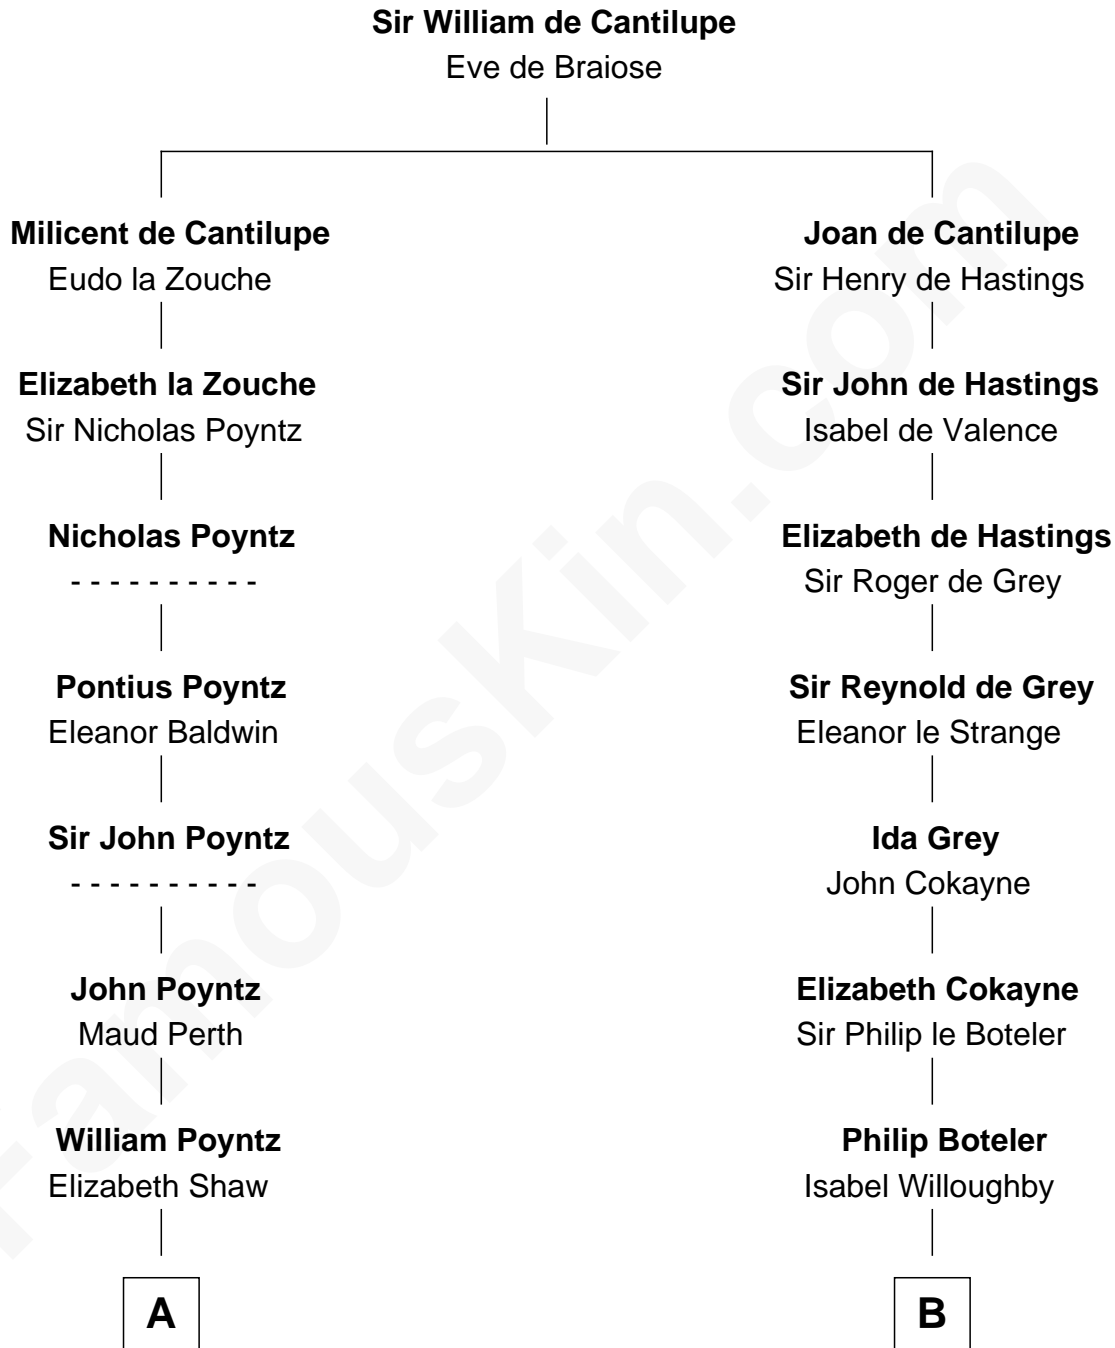 Sir William de Cantilupe
Eve de Braiose
Milicent de Cantilupe
Eudo la Zouche
Joan de Cantilupe
Sir Henry de Hastings
Elizabeth la Zouche
Sir Nicholas Poyntz
Sir John de Hastings
Isabel de Valence
Nicholas Poyntz
- - - - - - - - - -
Elizabeth de Hastings
Sir Roger de Grey
Pontius Poyntz
Eleanor Baldwin
Sir Reynold de Grey
Eleanor le Strange
Sir John Poyntz
- - - - - - - - - -
Ida Grey
John Cokayne
John Poyntz
Maud Perth
Elizabeth Cokayne
Sir Philip le Boteler
William Poyntz
Elizabeth Shaw
Philip Boteler
Isabel Willoughby
A
B
FamousKin.com